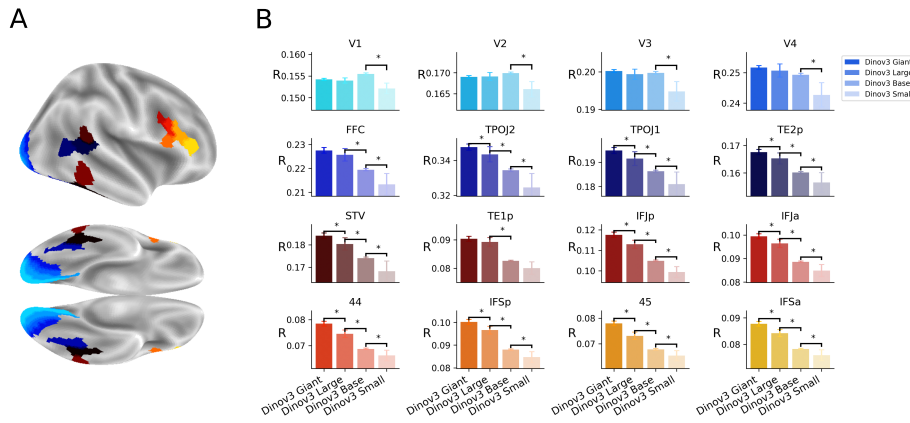 A
B
V1
V2
V3
V4
0.160
0.155
0.150
R
*
0.170
0.165
R
*
0.20
0.19
R
*
0.25
0.24
R
*
Dinov3 Giant
Dinov3 Large
Dinov3 Base
Dinov3 Small
FFC
TPOJ2
TPOJ1
TE2p
0.23
0.22
0.21
R
* *
0.34
0.32
R
* * *
0.19
0.18
R
* * *
0.17
0.16
R
* * *
STV
TE1p
IFJp
IFJa
0.18
0.17
R
* * *
0.09
0.08
R
*
0.12
0.11
0.10
R
* * *
0.10
0.09
0.08
R
* * *
44
IFSp
45
IFSa
0.08
0.07
R
* * *
0.10
0.09
0.08
R
* * *
0.08
0.07
R
* * *
0.09
0.08
R
* * *
Dinov3 Giant
Dinov3 Large
Dinov3 Base
Dinov3 Small
Dinov3 Giant
Dinov3 Large
Dinov3 Base
Dinov3 Small
Dinov3 Giant
Dinov3 Large
Dinov3 Base
Dinov3 Small
Dinov3 Giant
Dinov3 Large
Dinov3 Base
Dinov3 Small